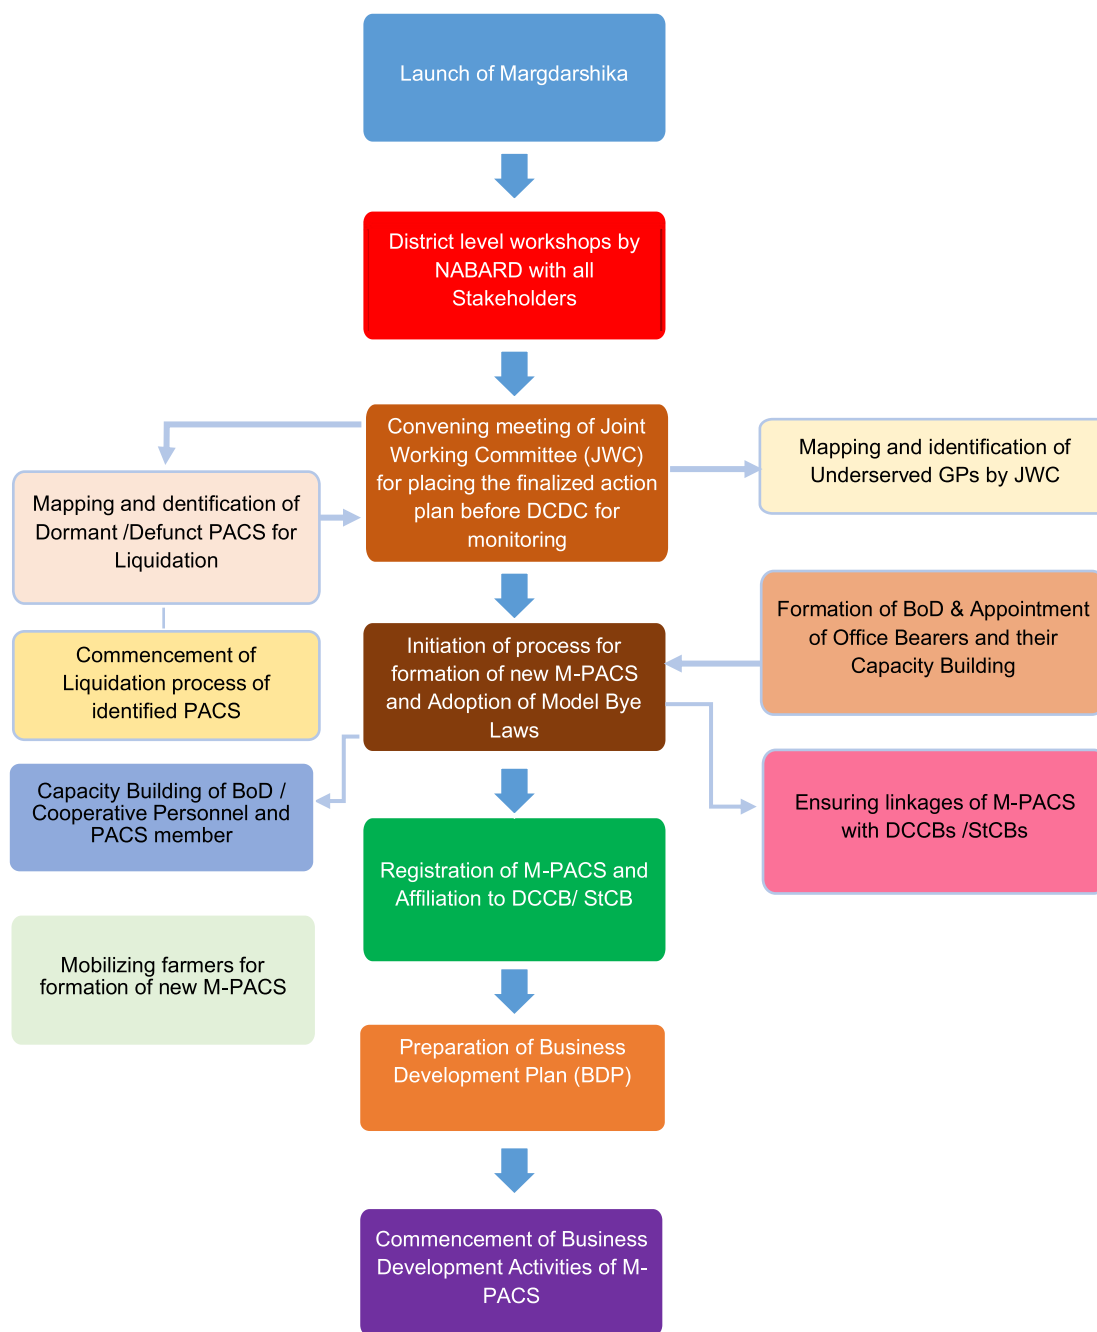 Launch of Margdarshika
District level workshops by
NABARD with all
Stakeholders
Convening meeting of Joint
Working Committee (JWC)
for placing the finalized action
plan before DCDC for
monitoring
Mapping and identification of
Underserved GPs by JWC
Mapping and dentification of
Dormant /Defunct PACS for
Liquidation
Formation of BoD & Appointment
of Office Bearers and their
Capacity Building
Initiation of process for
formation of new M-PACS
and Adoption of Model Bye
Laws
Commencement of
Liquidation process of
identified PACS
Capacity Building of BoD /
Cooperative Personnel and
PACS member
Ensuring linkages of M-PACS
with DCCBs /StCBs
Registration of M-PACS and
Affiliation to DCCB/ StCB
Mobilizing farmers for
formation of new M-PACS
Preparation of Business
Development Plan (BDP)
Commencement of Business
Development Activities of M-
PACS